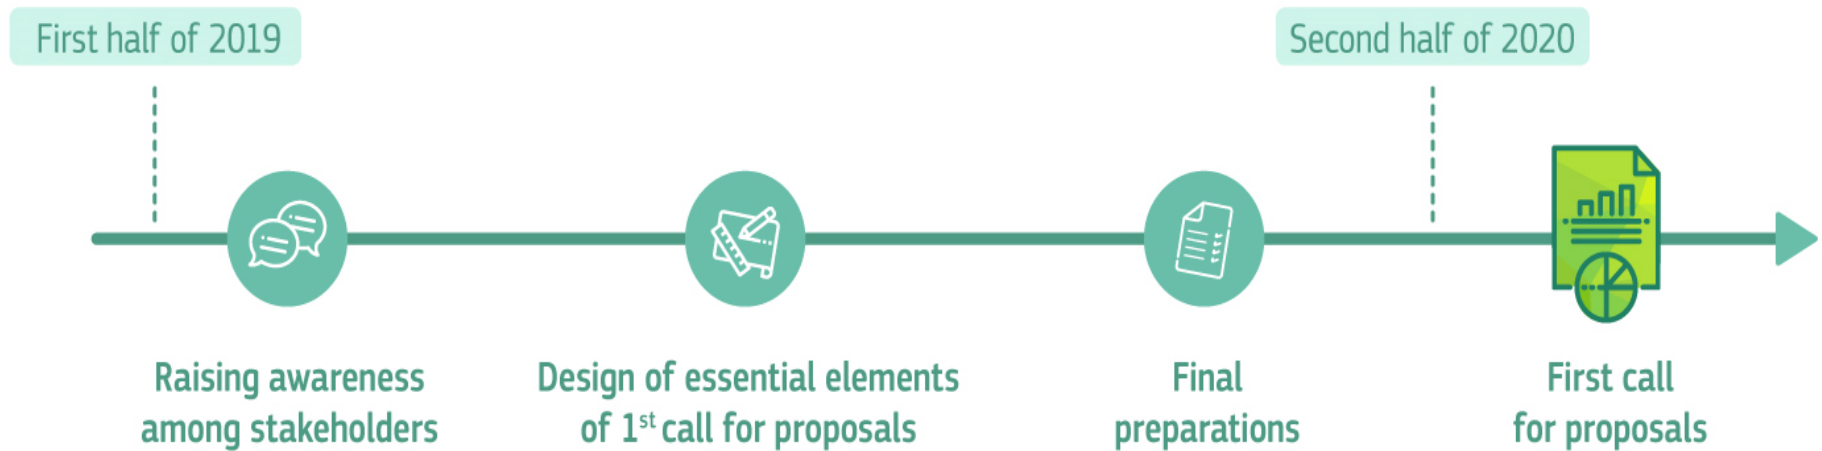 First half of 2019
Second half of 2020
Raising awareness
among stakeholders
Design of essential elements
of 1st call for proposals
Final
preparations
First call
for proposals